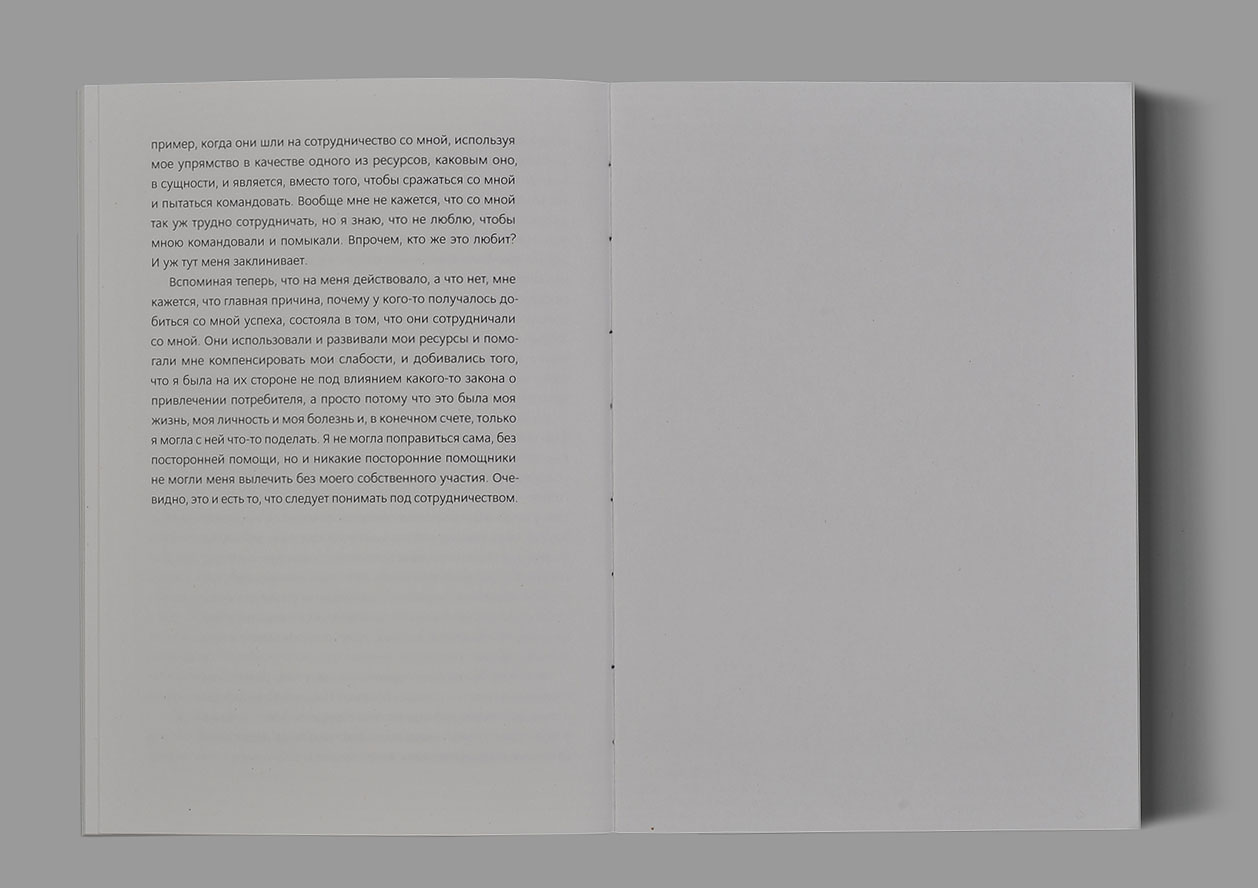 пример, когда они шли на сотрудничество со мной, используя
мое упрямство в качестве одного из ресурсов, каковым оно,
в сущности, и является, вместо того, чтобы сражаться со мной
и пытаться командовать. Вообще мне не кажется, что со мной
так уж трудно сотрудничать, но я знаю, что не люблю, чтобы
мною командовали и помыкали. Впрочем, кто же это любит?
И уж тут меня заклинивает.
Вспоминая теперь, что на меня действовало, а что нет, мне
кажется, что главная причина, почему у кого-то получалось до-
биться со мной успеха, состояла в том, что они сотрудничали
со мной. Они использовали и развивали мои ресурсы и помо-
гали мне компенсировать мои слабости, и добивались того,
что я была на их стороне не под влиянием какого-то закона о
привлечении потребителя, а просто потому что это была моя
жизнь, моя личность и моя болезнь и, в конечном счете, только
я могла с ней что-то поделать. Я не могла поправиться сама, без
посторонней помощи, но и никакие посторонние помощники
не могли меня вылечить без моего собственного участия. Оче-
видно, это и есть то, что следует понимать под сотрудничеством.